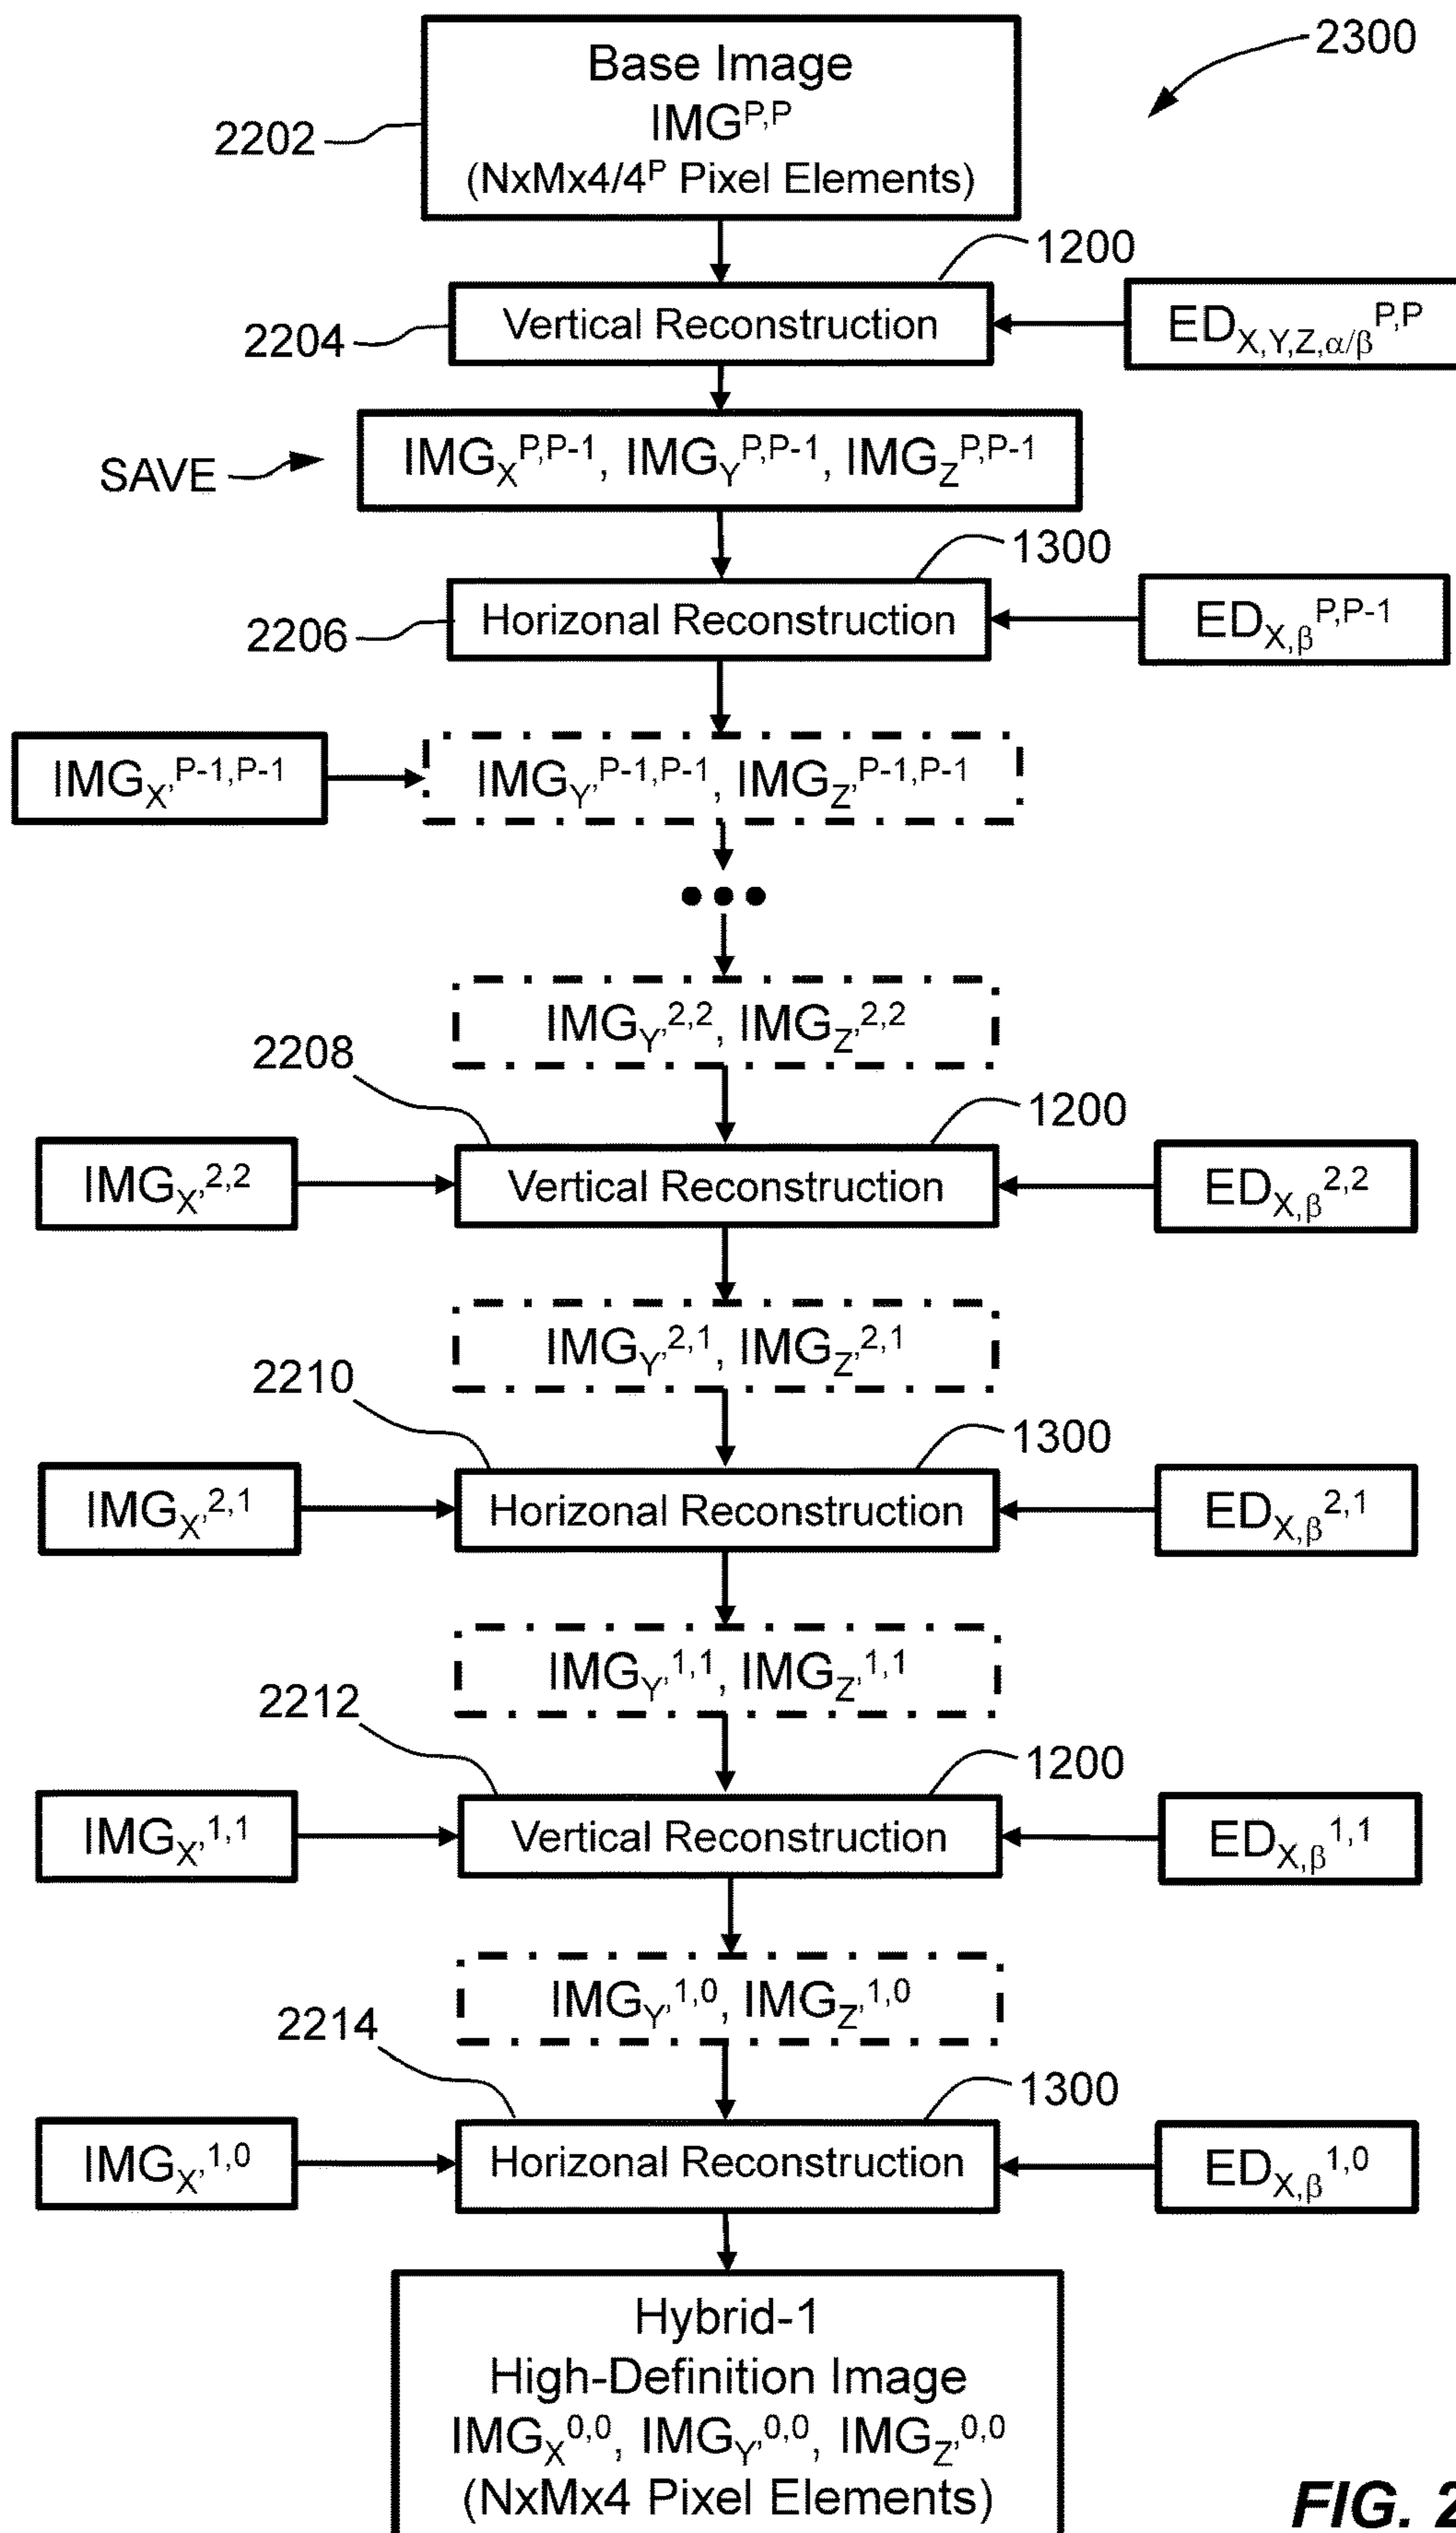 2300
Base Image
IMG^P,P
(NxMx4/4^P Pixel Elements)
2202
1200
Vertical Reconstruction
2204
ED_X,Y,Z,α/β^P,P
SAVE
IMG_X^P,P-1, IMG_Y^P,P-1, IMG_Z^P,P-1
1300
Horizonal Reconstruction
2206
ED_X,β^P,P-1
IMG_X'^P-1,P-1
IMG_Y'^P-1,P-1, IMG_Z'^P-1,P-1
•••
IMG_Y'^2,2, IMG_Z'^2,2
2208
1200
IMG_X'^2,2
Vertical Reconstruction
ED_X,β^2,2
IMG_Y'^2,1, IMG_Z'^2,1
2210
1300
IMG_X'^2,1
Horizonal Reconstruction
ED_X,β^2,1
IMG_Y'^1,1, IMG_Z'^1,1
2212
1200
IMG_X'^1,1
Vertical Reconstruction
ED_X,β^1,1
IMG_Y'^1,0, IMG_Z'^1,0
2214
1300
IMG_X'^1,0
Horizonal Reconstruction
ED_X,β^1,0
Hybrid-1
High-Definition Image
IMG_X^0,0, IMG_Y'^0,0, IMG_Z'^0,0
(NxMx4 Pixel Elements)
FIG. 2